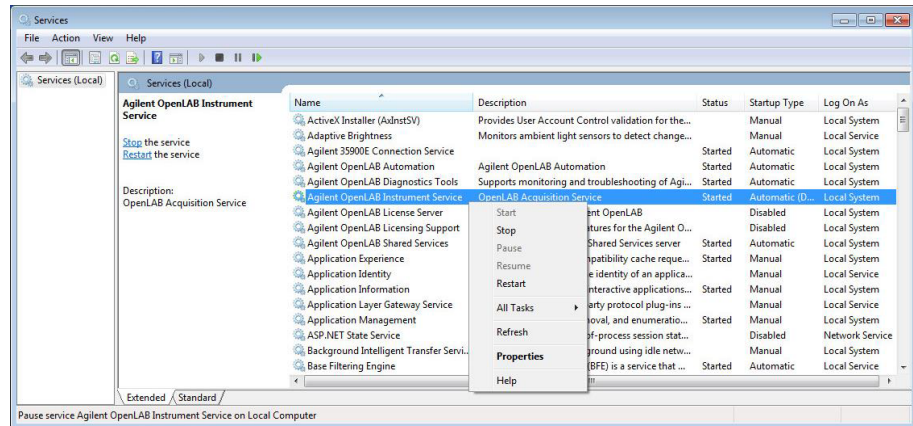 Services
File Action View Help
Services (Local)
Services (Local)
Agilent OpenLAB Instrument
Service
Stop the service
Restart the service
Description:
OpenLAB Acquisition Service
Name Description Status Startup Type Log On As
ActiveX Installer (AxInstSV) Provides User Account Control validation for the... Manual Local System
Adaptive Brightness Monitors ambient light sensors to detect change... Manual Local Service
Agilent 35900E Connection Service Started Automatic Local System
Agilent OpenLAB Automation Agilent OpenLAB Automation Started Automatic Local System
Agilent OpenLAB Diagnostics Tools Supports monitoring and troubleshooting of Agi... Started Automatic Local System
Agilent OpenLAB Instrument Service OpenLAB Acquisition Service Started Automatic (D... Local System
Agilent OpenLAB License Server ent OpenLAB Disabled Local System
Agilent OpenLAB Licensing Support tures for the Agilent O... Disabled Local System
Agilent OpenLAB Shared Services Shared Services server Started Automatic Local System
Application Experience patibility cache reque... Started Manual Local System
Application Identity e identity of an applica... Manual Local Service
Application Information nteractive applications... Started Manual Local System
Application Layer Gateway Service arty protocol plug-ins ... Manual Local Service
Application Management oval, and enumeratio... Started Manual Local System
ASP.NET State Service of-process session stat... Disabled Network Service
Background Intelligent Transfer Servi... ground using idle netw... Manual Local System
Base Filtering Engine (BFE) is a service that ... Started Automatic Local Service
Start
Stop
Pause
Resume
Restart
All Tasks
Refresh
Properties
Help
Extended Standard
Pause service Agilent OpenLAB Instrument Service on Local Computer